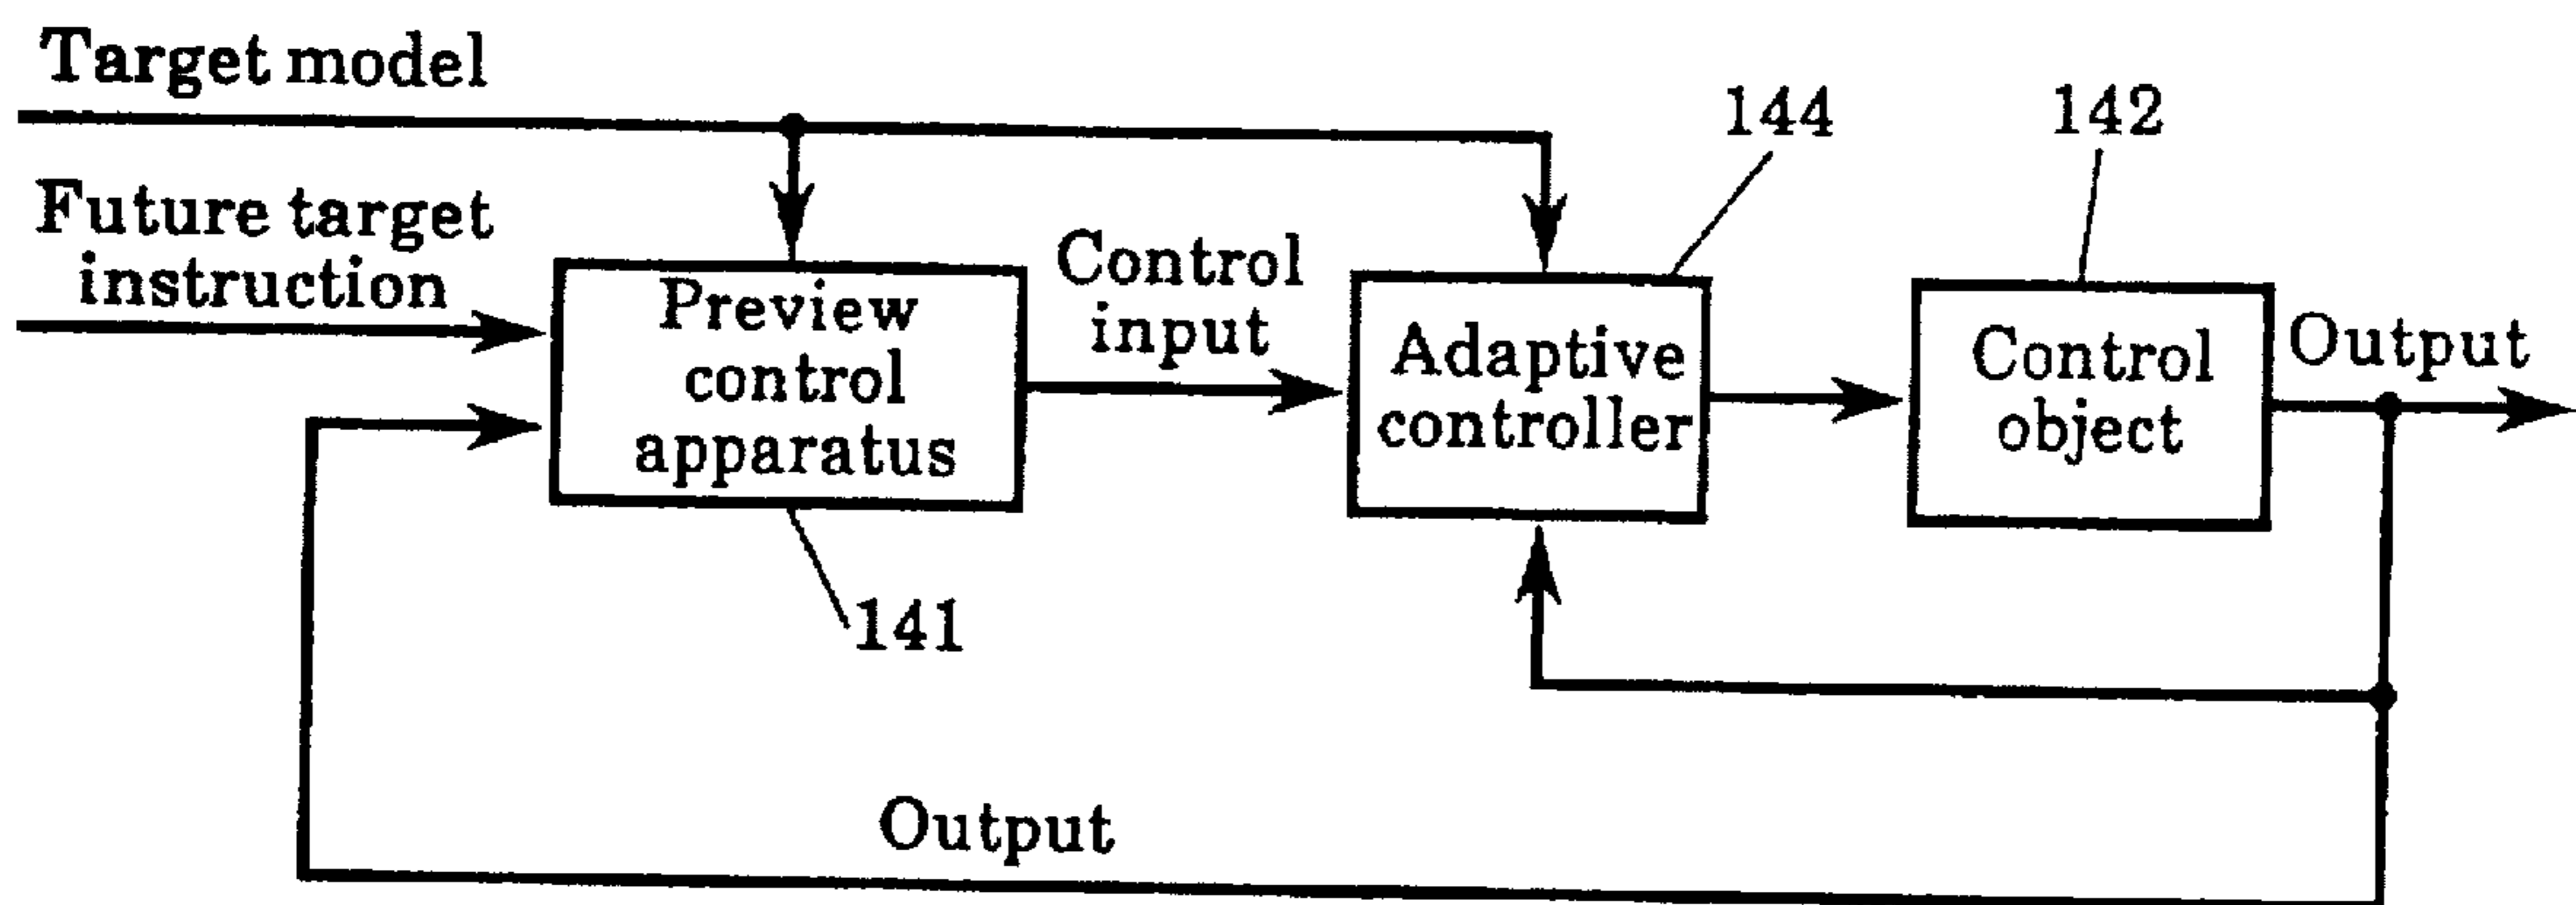 Target model
144
142
Future target
instruction
Preview
control
apparatus
Control
input
Adaptive
controller
Control
object
Output
141
Output